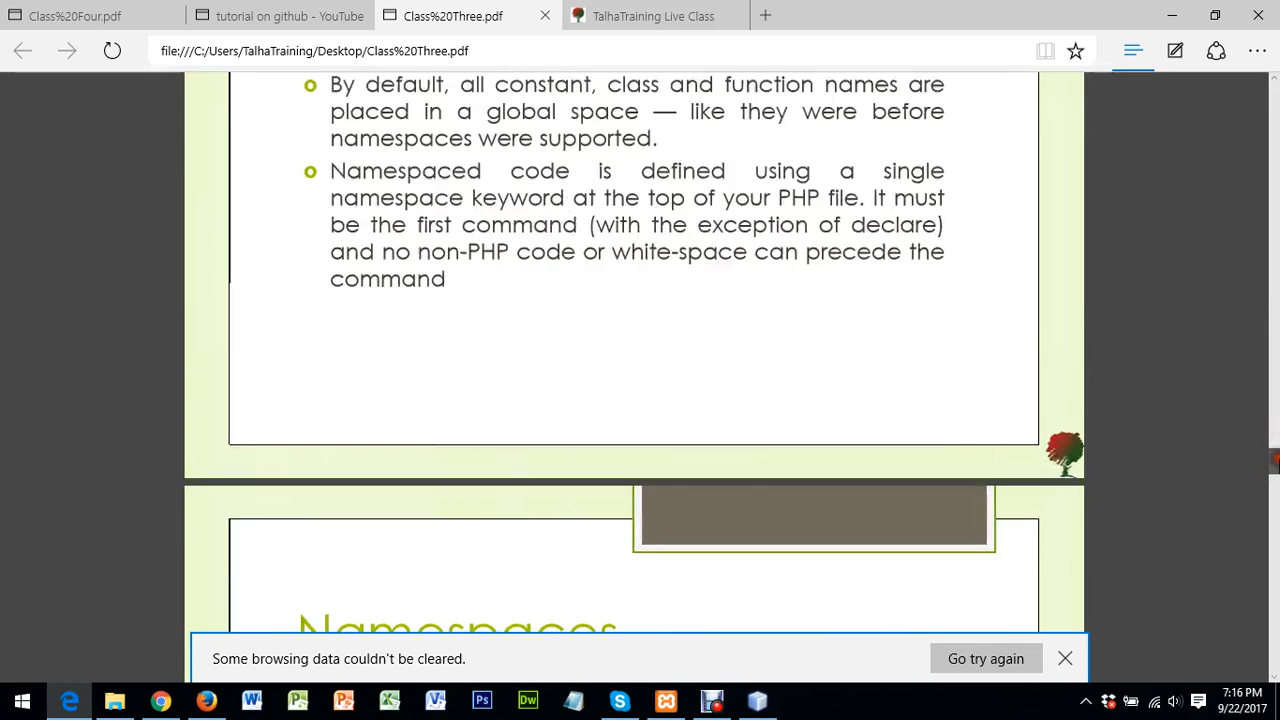 Class%20Four.pdf
tutorial on github - YouTube
Class%20Three.pdf
TalhaTraining Live Class
file:///C:/Users/TalhaTraining/Desktop/Class%20Three.pdf
By default, all constant, class and function names are
placed in a global space — like they were before
namespaces were supported.
Namespaced code is defined using a single
namespace keyword at the top of your PHP file. It must
be the first command (with the exception of declare)
and no non-PHP code or white-space can precede the
command
Namespaces
Some browsing data couldn't be cleared.
Go try again
7:16 PM
9/22/2017